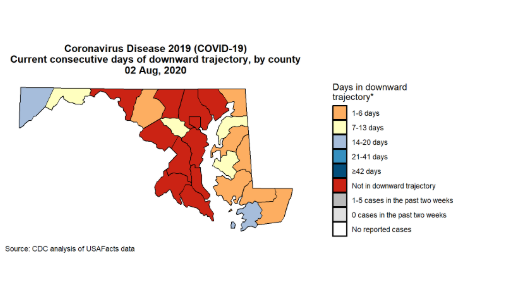 Coronavirus Disease 2019 (COVID-19)
Current consecutive days of downward trajectory, by county
02 Aug, 2020
Days in downward
trajectory*
1-6 days
7-13 days
14-20 days
21-41 days
≥42 days
Not in downward trajectory
1-5 cases in the past two weeks
0 cases in the past two weeks
No reported cases
Source: CDC analysis of USAFacts data